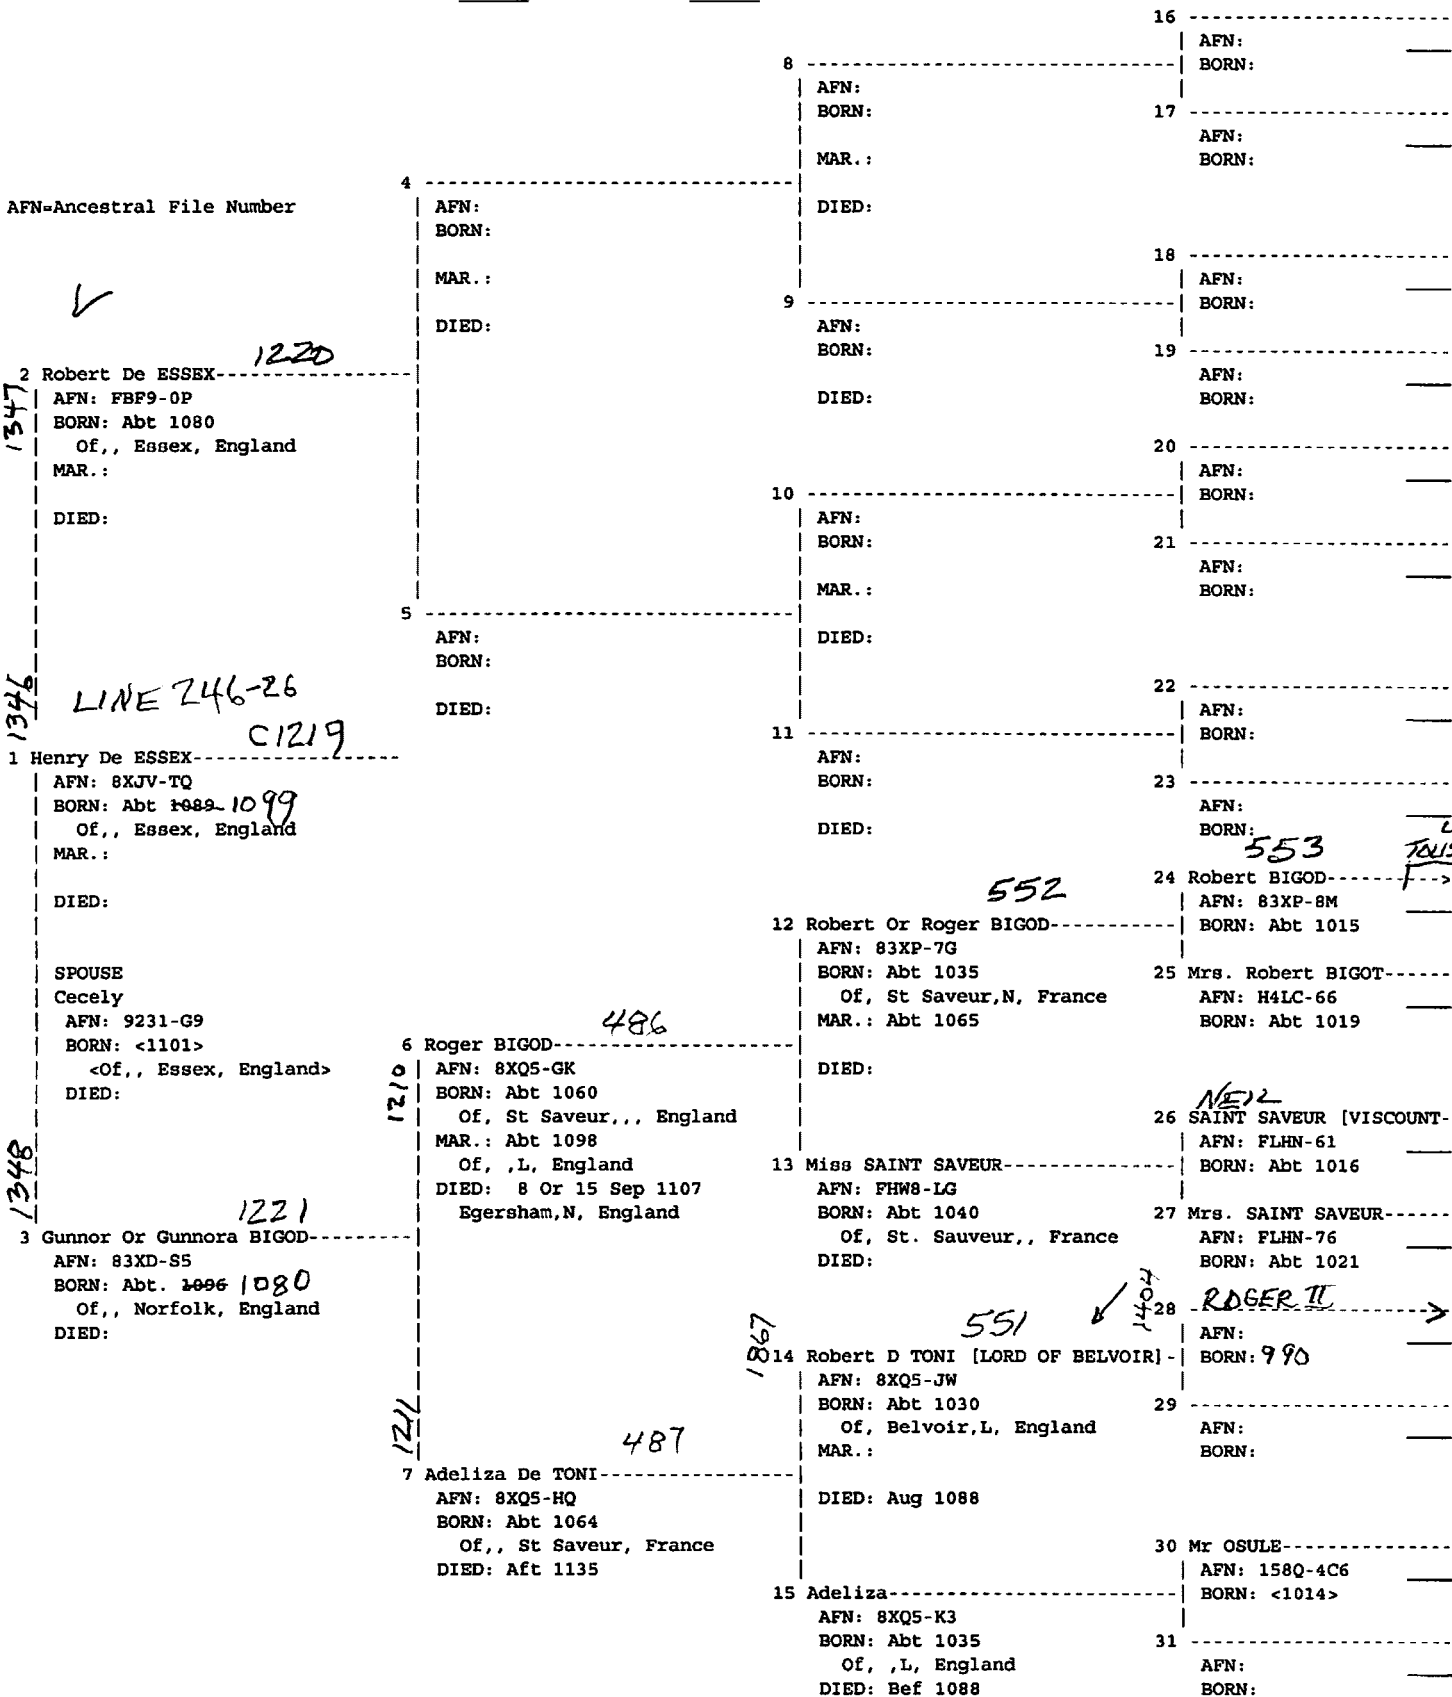 AFN=Ancestral File Number
1347
1220
2 Robert De ESSEX
AFN: FBF9-0P
BORN: Abt 1080
Of,, Essex, England
MAR.:
DIED:
1346
LINE 246-26
C1219
1 Henry De ESSEX
AFN: 8XJV-TQ
BORN: Abt 1089 1099
Of,, Essex, England
MAR.:
DIED:
SPOUSE
Cecely
AFN: 9231-G9
BORN: <1101>
<Of,, Essex, England>
DIED:
1348
1221
3 Gunnor Or Gunnora BIGOD
AFN: 83XD-S5
BORN: Abt. 1096 1080
Of,, Norfolk, England
DIED:
4
AFN:
BORN:
MAR.:
DIED:
5
AFN:
BORN:
DIED:
486
6 Roger BIGOD
1210
AFN: 8XQ5-GK
BORN: Abt 1060
Of, St Saveur,,, England
MAR.: Abt 1098
Of, ,L, England
DIED: 8 Or 15 Sep 1107
Egersham,N, England
1211
487
7 Adeliza De TONI
AFN: 8XQ5-HQ
BORN: Abt 1064
Of,, St Saveur, France
DIED: Aft 1135
8
AFN:
BORN:
MAR.:
DIED:
9
AFN:
BORN:
DIED:
10
AFN:
BORN:
MAR.:
DIED:
11
AFN:
BORN:
DIED:
552
12 Robert Or Roger BIGOD
AFN: 83XP-7G
BORN: Abt 1035
Of, St Saveur,N, France
MAR.: Abt 1065
DIED:
13 Miss SAINT SAVEUR
AFN: FHW8-LG
BORN: Abt 1040
Of, St. Sauveur,, France
DIED:
1867
551
14 Robert D TONI [LORD OF BELVOIR]
AFN: 8XQ5-JW
BORN: Abt 1030
Of, Belvoir,L, England
MAR.:
DIED: Aug 1088
15 Adeliza
AFN: 8XQ5-K3
BORN: Abt 1035
Of, ,L, England
DIED: Bef 1088
16
AFN:
BORN:
17
AFN:
BORN:
18
AFN:
BORN:
19
AFN:
BORN:
20
AFN:
BORN:
21
AFN:
BORN:
22
AFN:
BORN:
23
AFN:
BORN:
553
24 Robert BIGOD
AFN: 83XP-8M
BORN: Abt 1015
25 Mrs. Robert BIGOT
AFN: H4LC-66
BORN: Abt 1019
NEIL
26 SAINT SAVEUR [VISCOUNT-
AFN: FLHN-61
BORN: Abt 1016
27 Mrs. SAINT SAVEUR
AFN: FLHN-76
BORN: Abt 1021
1404
28 ROGER II
AFN:
BORN: 990
29
AFN:
BORN:
30 Mr OSULE
AFN: 158Q-4C6
BORN: <1014>
31
AFN:
BORN: